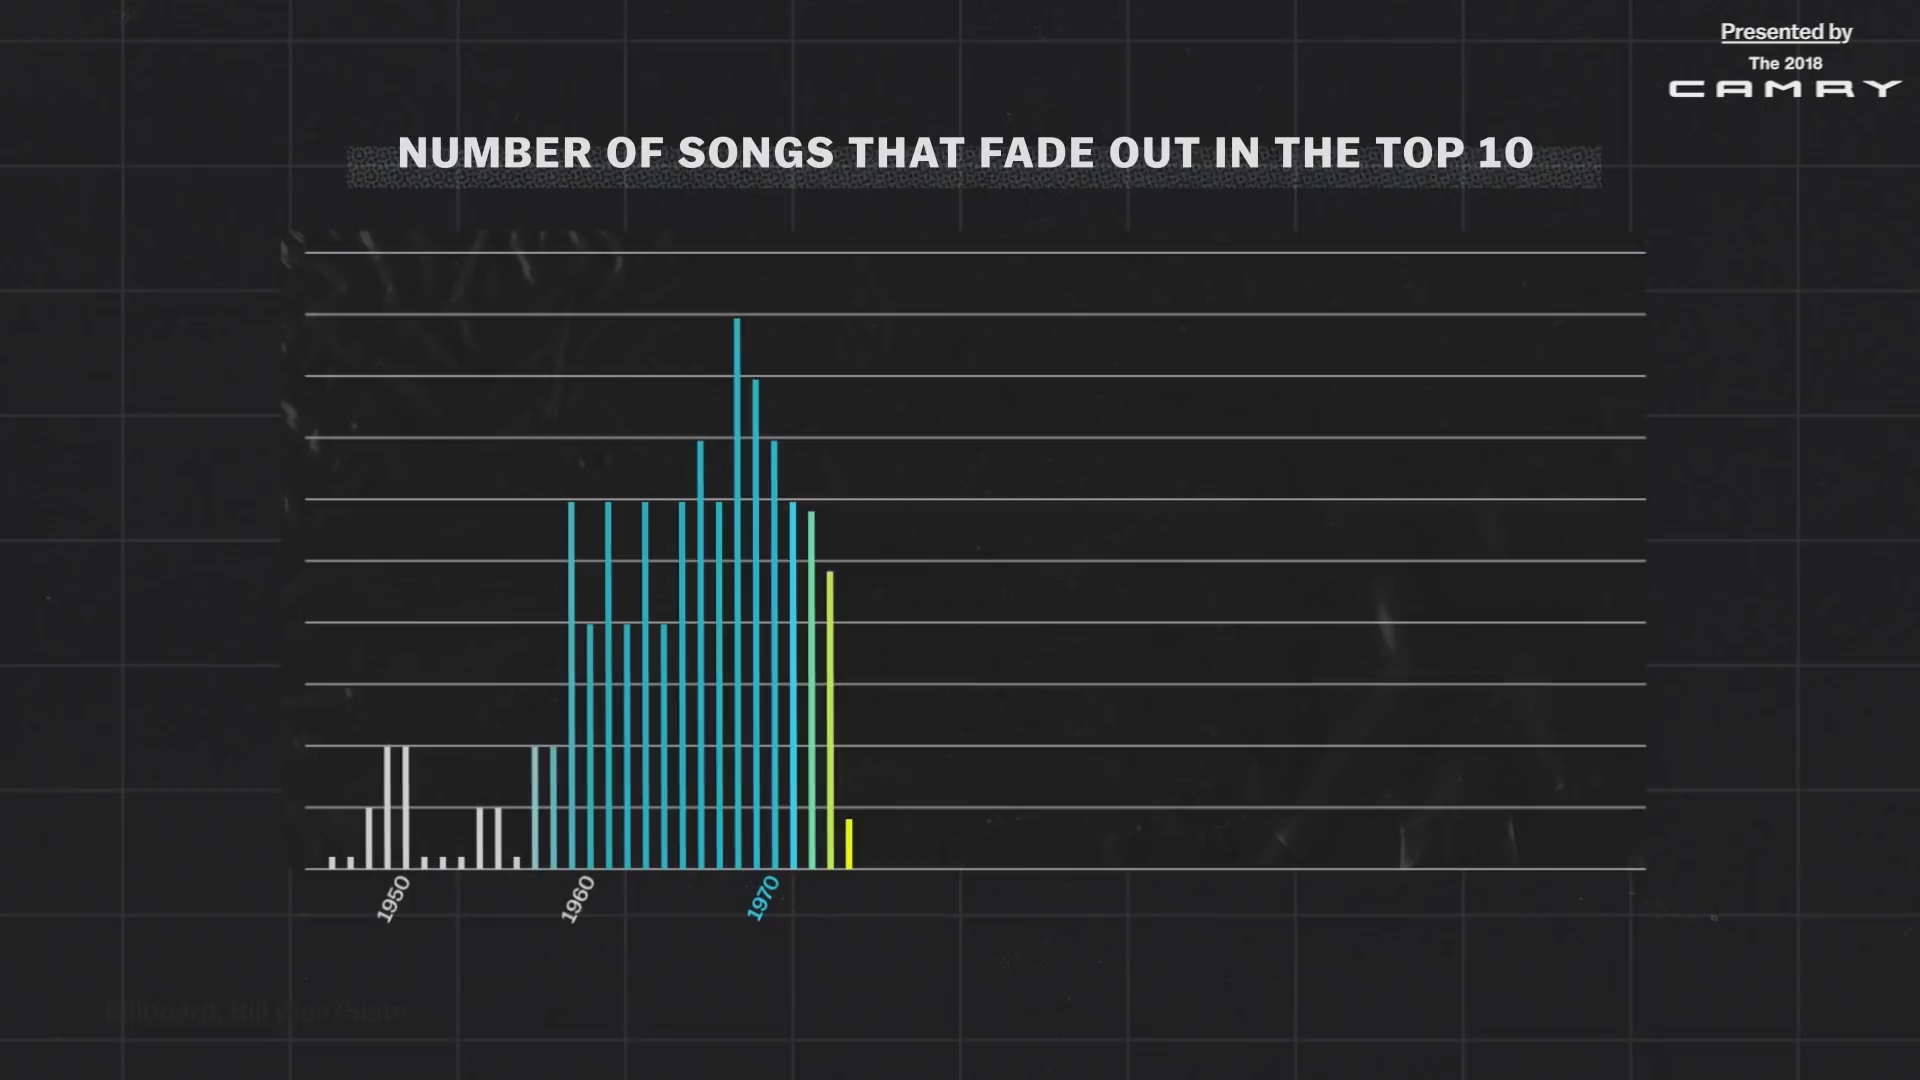 Presented by
The 2018
CAMRY
NUMBER OF SONGS THAT FADE OUT IN THE TOP 10
1950
1960
1970